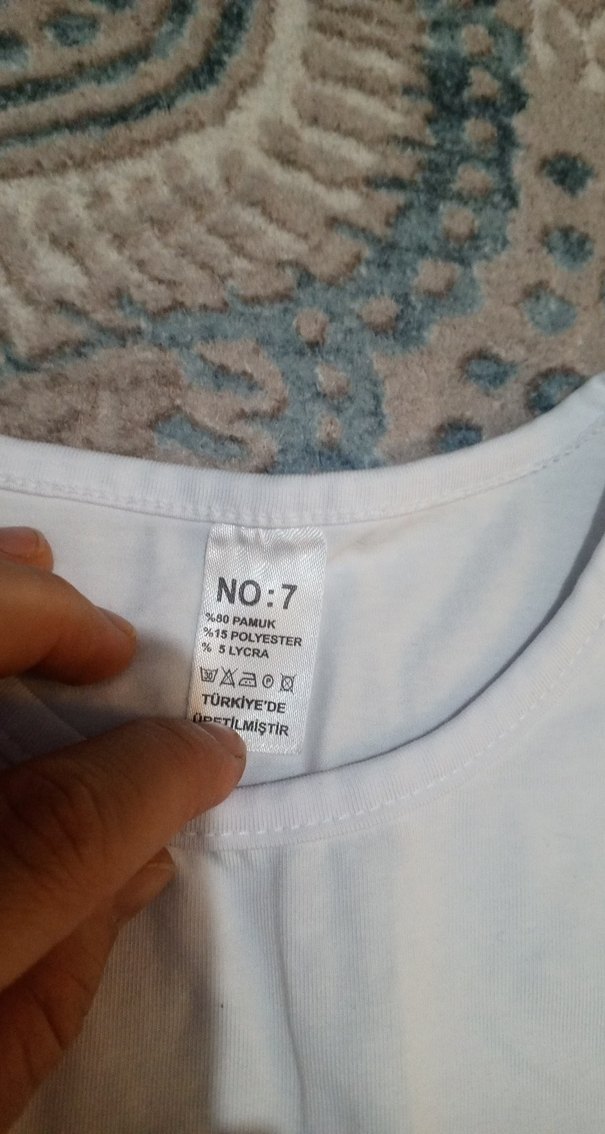 NO:7
%80 PAMUK
%15 POLYESTER
% 5 LYCRA
TÜRKİYE'DE
ÜRETİLMİŞTİR